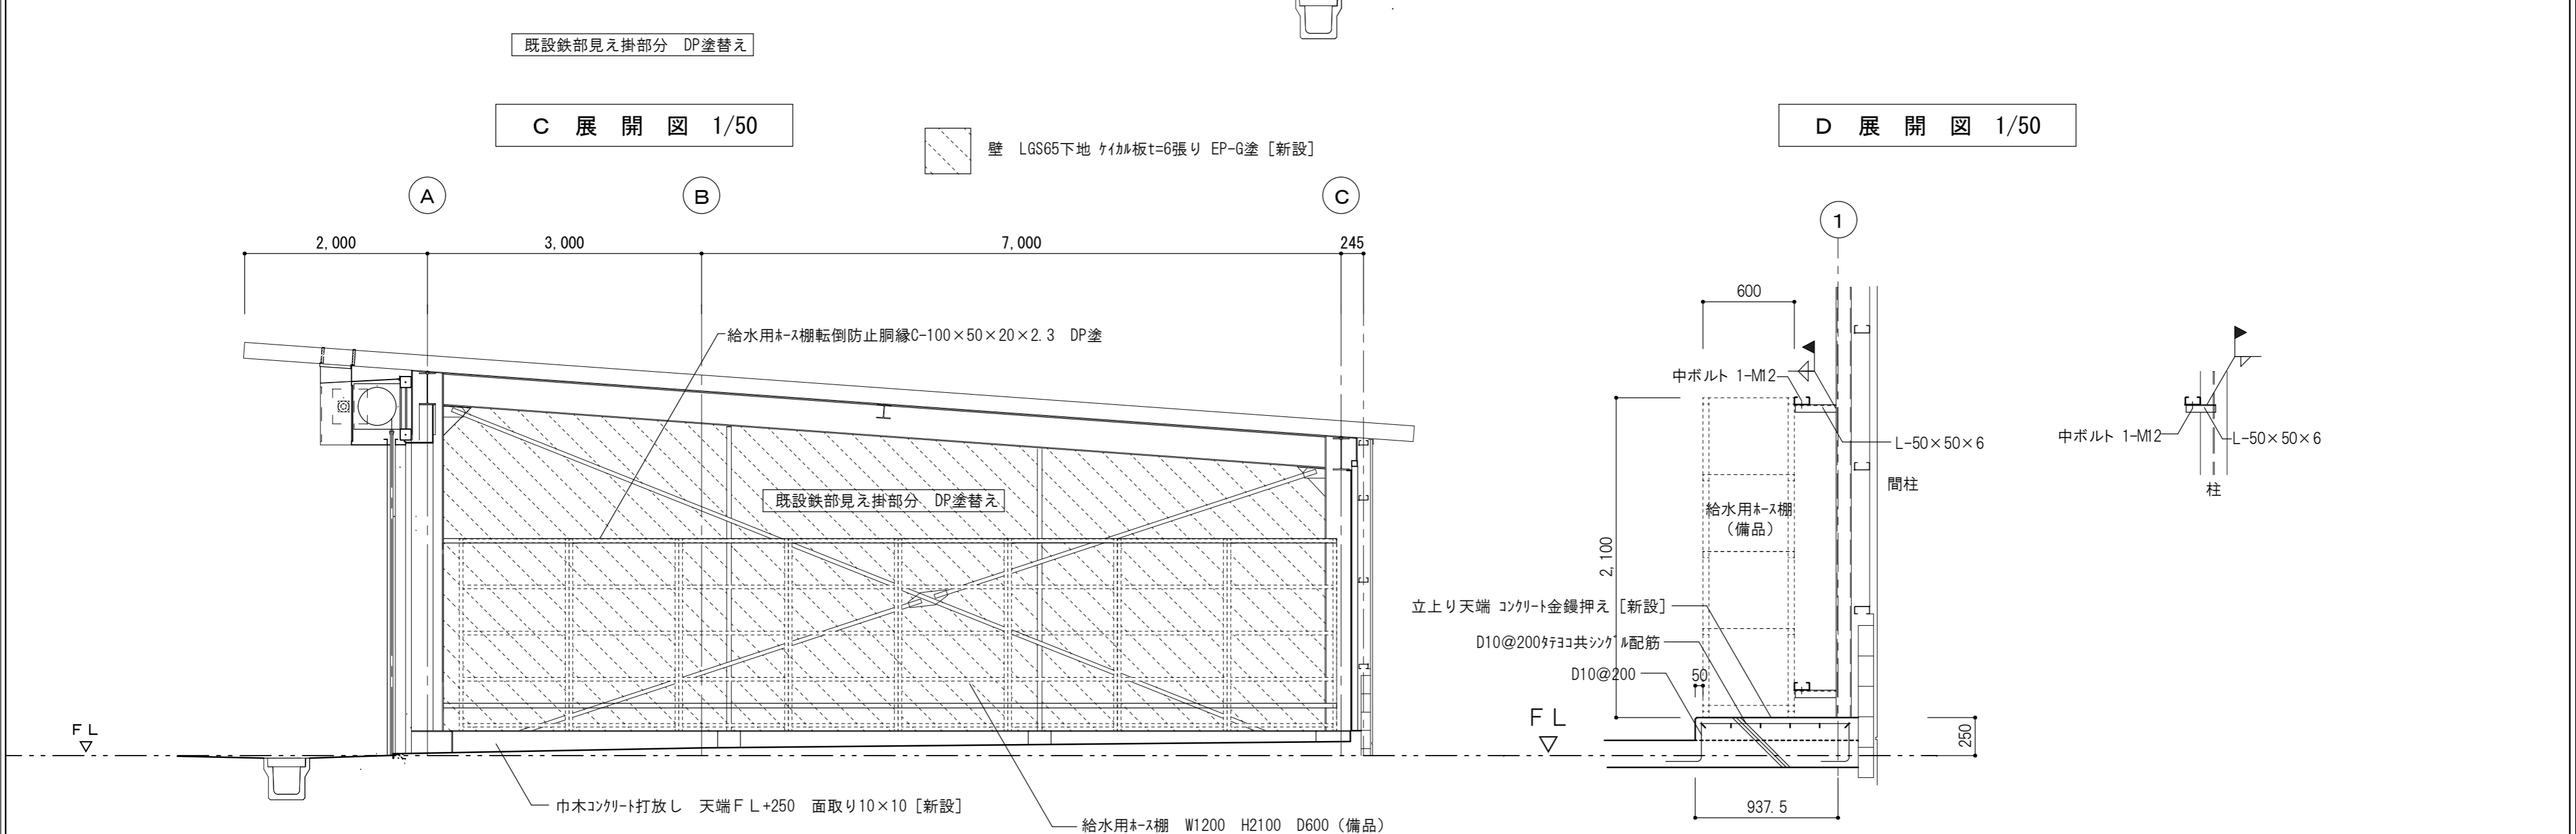 既設鉄部見え掛部分　DP塗替え
C　展　開　図　1/50
D　展　開　図　1/50
壁　LGS65下地 ｹｲｶﾙ板t=6張り EP-G塗［新設］
A
B
C
1
2,000
3,000
7,000
245
600
給水用ﾎｰｽ棚転倒防止胴縁C-100×50×20×2.3　DP塗
中ボルト 1-M12
L-50×50×6
中ボルト 1-M12
L-50×50×6
間柱
柱
既設鉄部見え掛部分　DP塗替え
給水用ﾎｰｽ棚
（備品）
2,100
立上り天端 ｺﾝｸﾘｰﾄ金鏝押え［新設］
D10@200ﾀﾃﾖｺ共ｼﾝｸﾞﾙ配筋
D10@200
50
ＦＬ
ＦＬ
250
巾木ｺﾝｸﾘｰﾄ打放し　天端ＦＬ+250　面取り10×10［新設］
937.5
給水用ﾎｰｽ棚　W1200　H2100　D600（備品）